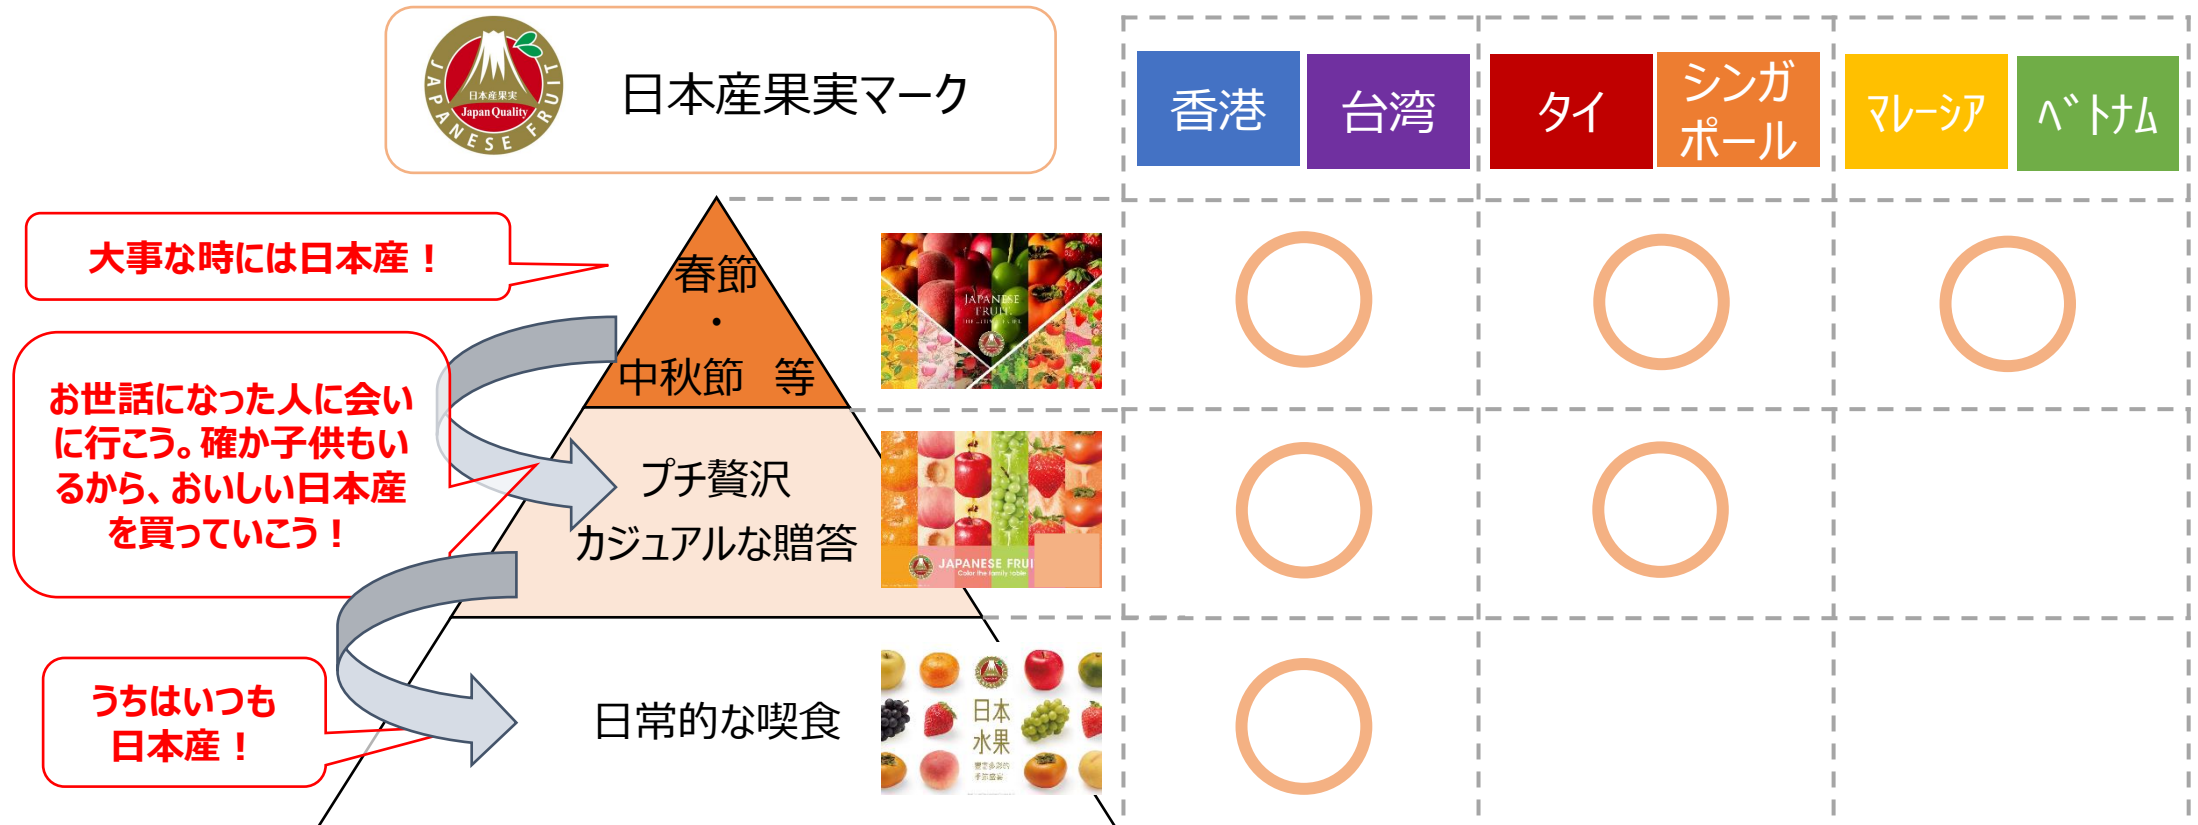 日本産果実
Japan Quality
JAPANESE FRUIT
日本産果実マーク
香港
台湾
タイ
シンガ
ポール
ﾏﾚｰｼｱ
ﾍﾞﾄﾅﾑ
大事な時には日本産！
春節
・
中秋節　等
JAPANESE
FRUIT
お世話になった人に会い
に行こう。確か子供もい
るから、おいしい日本産
を買っていこう！
プチ贅沢
カジュアルな贈答
JAPANESE FRUI
Color the family table
うちはいつも
日本産！
日常的な喫食
日本
水果